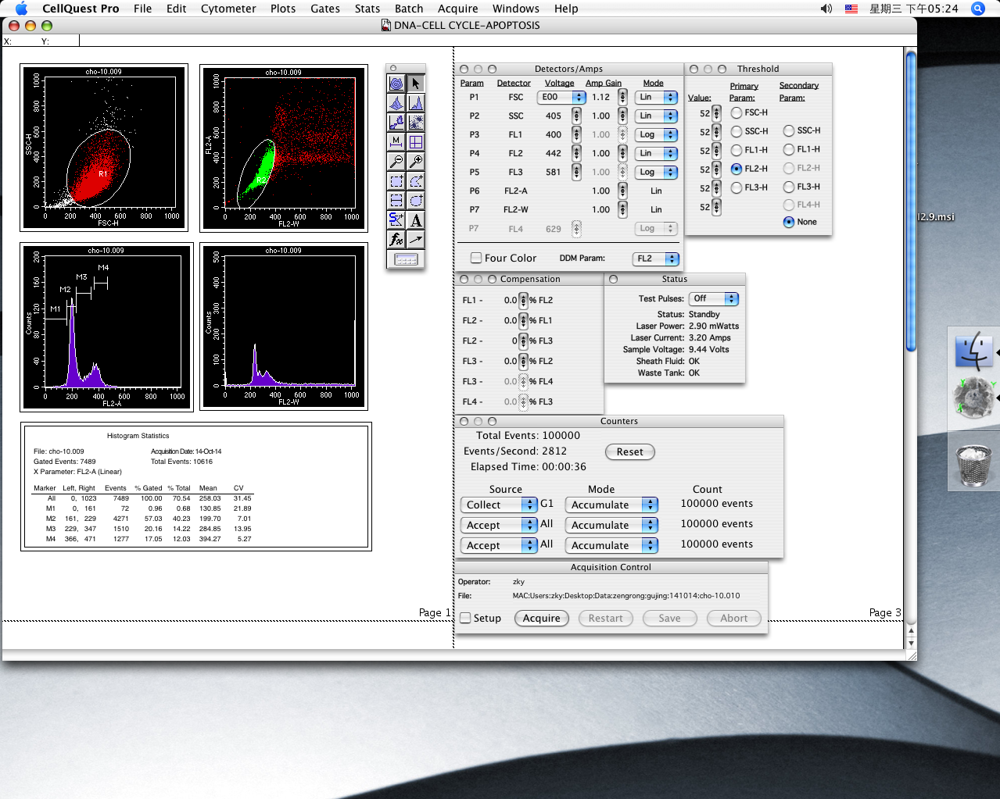 CellQuest Pro File Edit Cytometer Plots Gates Stats Batch Acquire Windows Help 星期三 下午05:24
DNA-CELL CYCLE-APOPTOSIS
X: Y:
cho-10.009
SSC-H
1000
800
600
400
200
0
R1
0 200 400 600 800 1000
FSC-H
cho-10.009
FL2-A
1000
800
600
400
200
0
0 200 400 600 800 1000
FL2-W
cho-10.009
Counts
200
160
120
80
40
0
M1
M2
M3
M4
0 200 400 600 800 1000
FL2-A
cho-10.009
Counts
500
400
300
200
100
0
0 200 400 600 800 1000
FL2-W
Histogram Statistics
File: cho-10.009 Acquisition Date: 14-Oct-14
Gated Events: 7489 Total Events: 10616
X Parameter: FL2-A (Linear)
Marker Left, Right Events % Gated % Total Mean CV
All 0, 1023 7489 100.00 70.54 258.03 31.45
M1 0, 161 72 0.96 0.68 130.85 21.89
M2 161, 229 4271 57.03 40.23 199.70 7.01
M3 229, 347 1510 20.16 14.22 284.85 13.95
M4 366, 471 1277 17.05 12.03 394.27 5.27
Page 1
Detectors/Amps
Param Detector Voltage Amp Gain Mode
P1 FSC E00 1.12 Lin
P2 SSC 405 1.00 Lin
P3 FL1 400 1.00 Log
P4 FL2 442 1.00 Lin
P5 FL3 581 1.00 Log
P6 FL2-A 1.00 Lin
P7 FL2-W 1.00 Lin
P7 FL4 629 Log
Four Color DDM Param: FL2
Threshold
Primary Secondary
Value: Param: Param:
52 FSC-H
52 SSC-H SSC-H
52 FL1-H FL1-H
52 FL2-H FL2-H
52 FL3-H FL3-H
52 FL4-H
None
Compensation
FL1 - 0.0 % FL2
FL2 - 0.0 % FL1
FL2 - 0 % FL3
FL3 - 0.0 % FL2
FL3 - 0.0 % FL4
FL4 - 0.0 % FL3
Status
Test Pulses: Off
Status: Standby
Laser Power: 2.90 mWatts
Laser Current: 3.20 Amps
Sample Voltage: 9.44 Volts
Sheath Fluid: OK
Waste Tank: OK
Counters
Total Events: 100000
Events/Second: 2812 Reset
Elapsed Time: 00:00:36
Source Mode Count
Collect G1 Accumulate 100000 events
Accept All Accumulate 100000 events
Accept All Accumulate 100000 events
Acquisition Control
Operator: zky
File: MAC:Users:zky:Desktop:Data:zengrong:gujing:141014:cho-10.010
Setup Acquire Restart Save Abort
Page 3
l2.9.msi